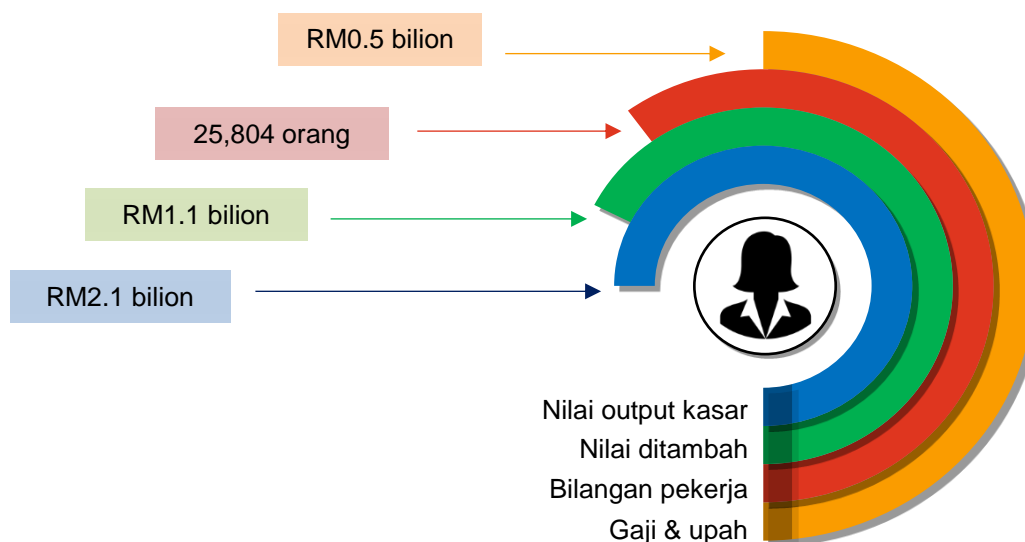 RM0.5 bilion
25,804 orang
RM1.1 bilion
RM2.1 bilion
Nilai output kasar
Nilai ditambah
Bilangan pekerja
Gaji & upah